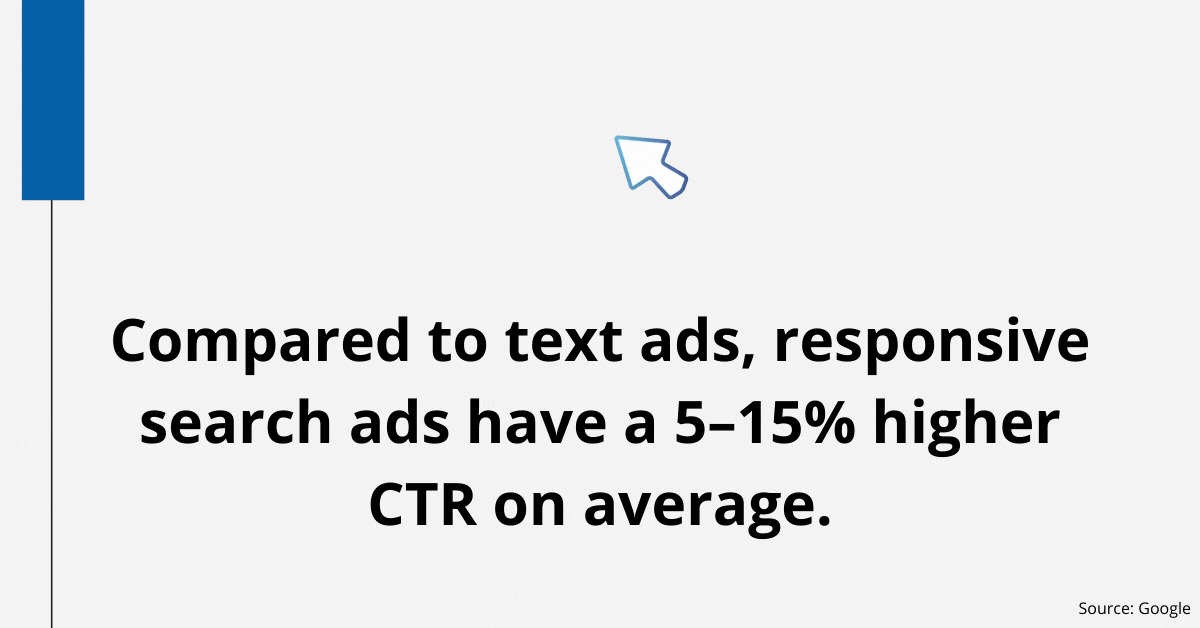 Compared to text ads, responsive
search ads have a 5–15% higher
CTR on average.
Source: Google